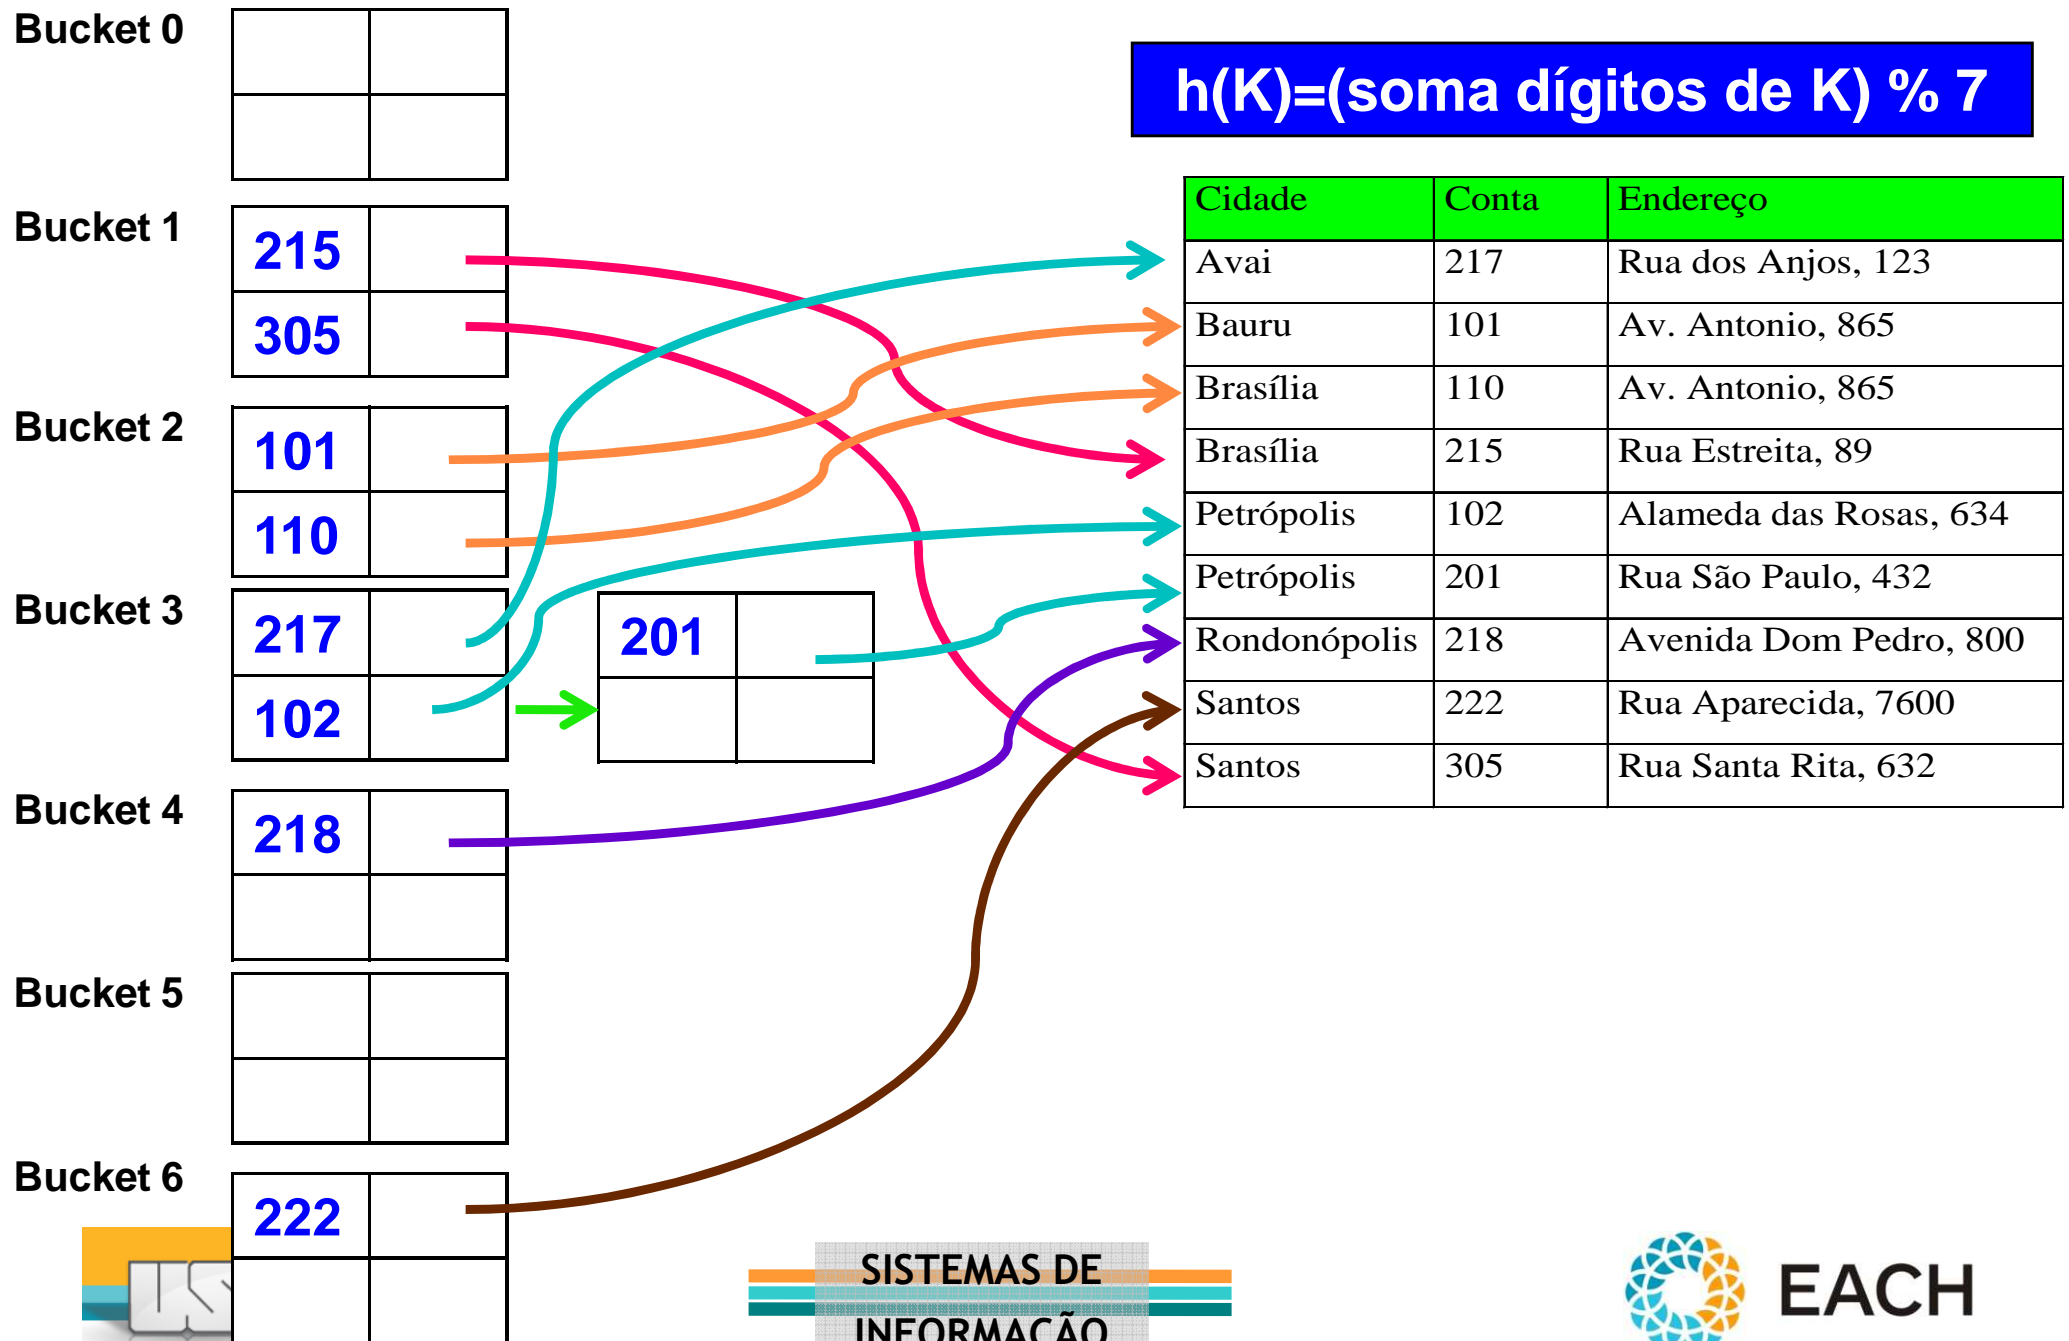 Bucket 0
h(K)=(soma dígitos de K) % 7
Bucket 1
215
305
Bucket 2
101
110
Bucket 3
217
102
201
Bucket 4
218
Bucket 5
Bucket 6
222
Cidade Conta Endereço
Avai 217 Rua dos Anjos, 123
Bauru 101 Av. Antonio, 865
Brasília 110 Av. Antonio, 865
Brasília 215 Rua Estreita, 89
Petrópolis 102 Alameda das Rosas, 634
Petrópolis 201 Rua São Paulo, 432
Rondonópolis 218 Avenida Dom Pedro, 800
Santos 222 Rua Aparecida, 7600
Santos 305 Rua Santa Rita, 632
SISTEMAS DE
INFORMAÇÃO
EACH